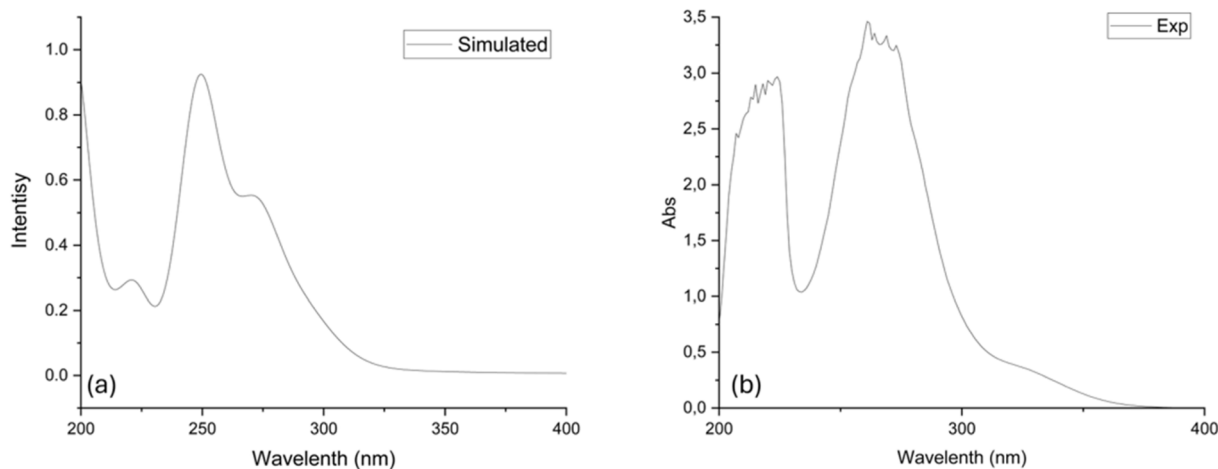 Simulated
1.0
0.8
0.6
0.4
0.2
0.0
Intentisy
(a)
200
250
300
350
400
Wavelenth (nm)
Exp
3,5
3,0
2,5
2,0
1,5
1,0
0,5
0,0
Abs
(b)
200
300
400
Wavelength (nm)